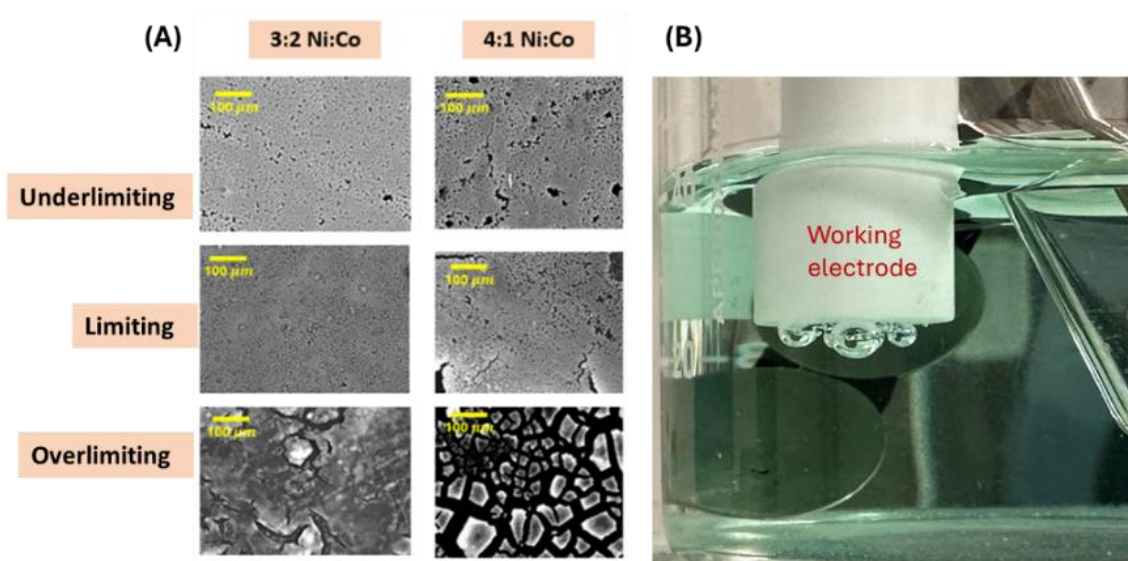 (A)
3:2 Ni:Co
4:1 Ni:Co
(B)
Underlimiting
100 μm
100 μm
Limiting
100 μm
100 μm
Overlimiting
100 μm
100 μm
Working
electrode
20